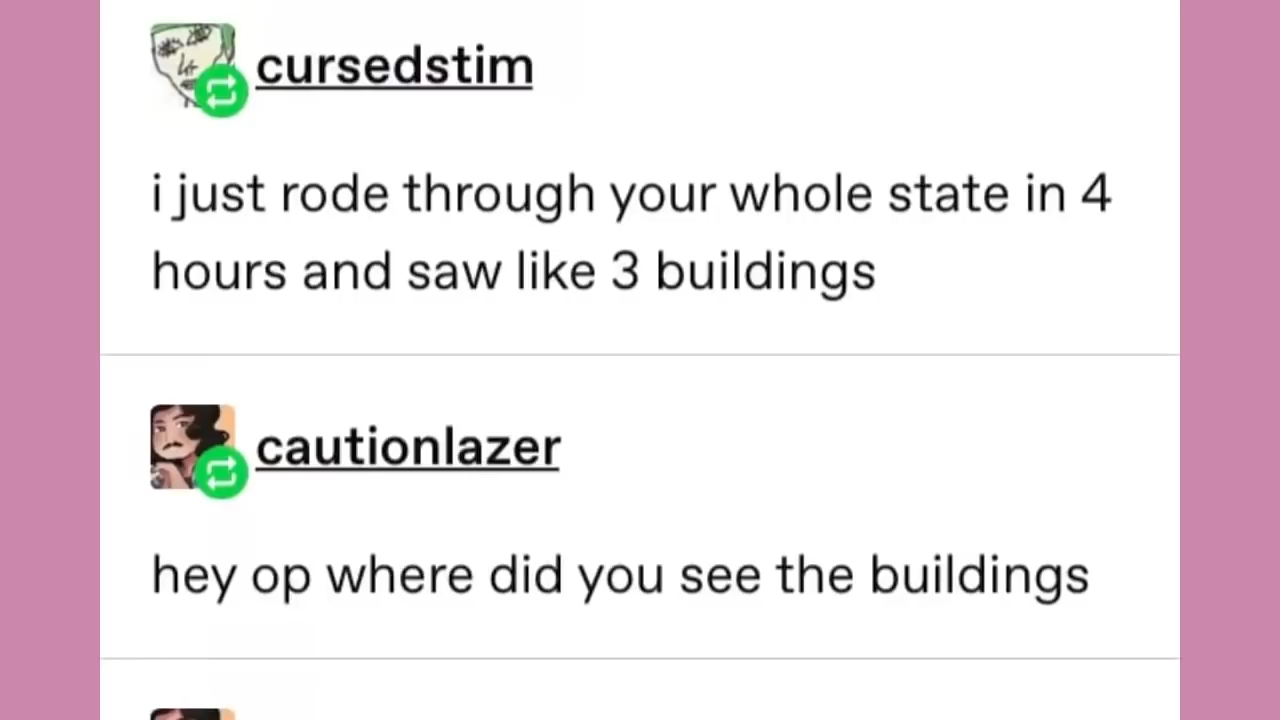 cursedstim
i just rode through your whole state in 4
hours and saw like 3 buildings
cautionlazer
hey op where did you see the buildings